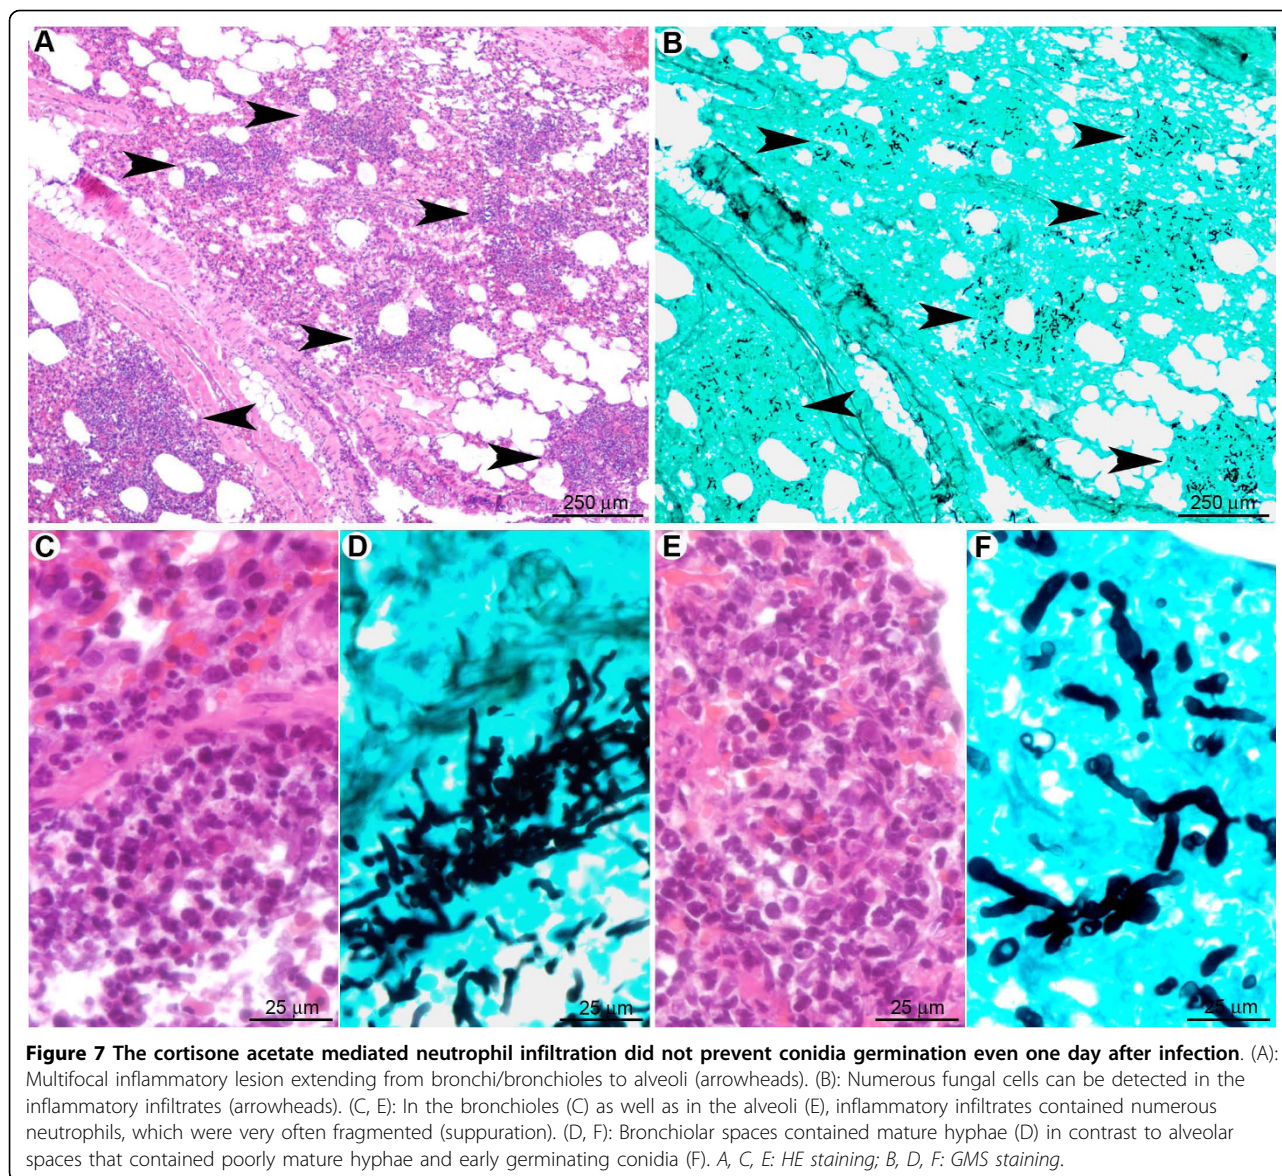 A
B
250 µm
250 µm
C
D
E
F
25 µm
25 µm
25 µm
25 µm
Figure 7 The cortisone acetate mediated neutrophil infiltration did not prevent conidia germination even one day after infection. (A):
Multifocal inflammatory lesion extending from bronchi/bronchioles to alveoli (arrowheads). (B): Numerous fungal cells can be detected in the
inflammatory infiltrates (arrowheads). (C, E): In the bronchioles (C) as well as in the alveoli (E), inflammatory infiltrates contained numerous
neutrophils, which were very often fragmented (suppuration). (D, F): Bronchiolar spaces contained mature hyphae (D) in contrast to alveolar
spaces that contained poorly mature hyphae and early germinating conidia (F). A, C, E: HE staining; B, D, F: GMS staining.